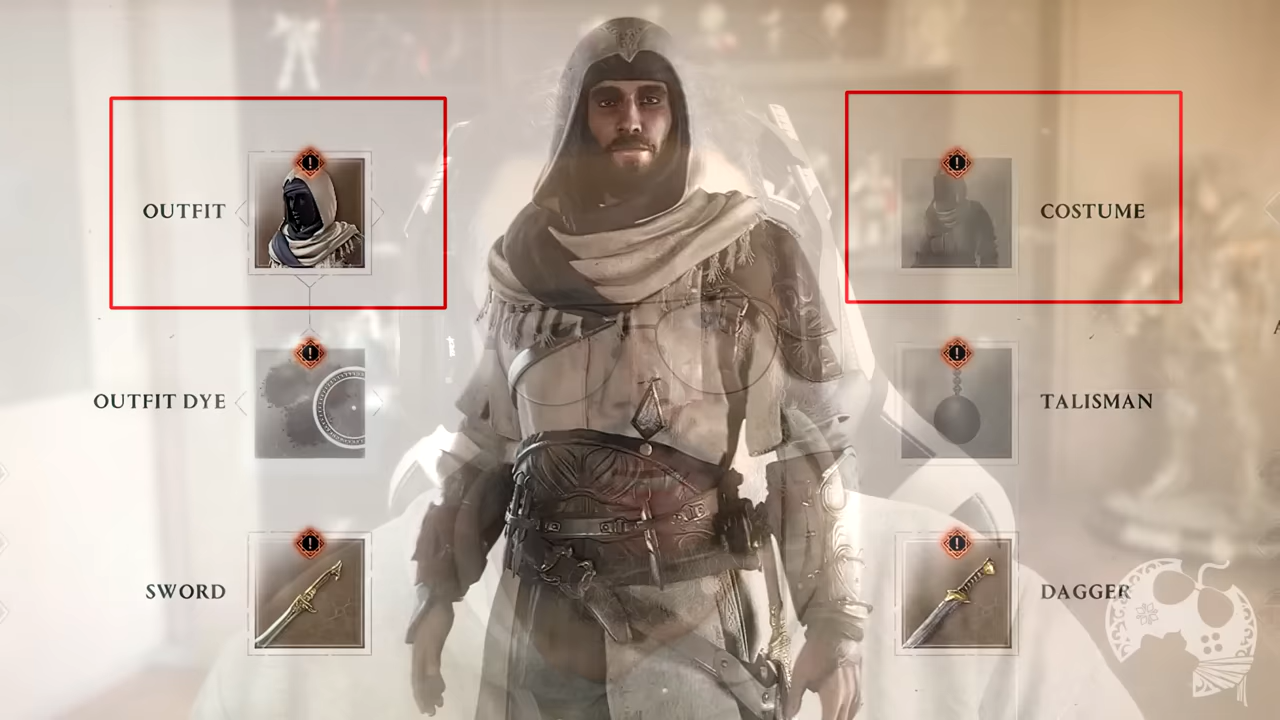 OUTFIT
COSTUME
OUTFIT DYE
TALISMAN
SWORD
DAGGER